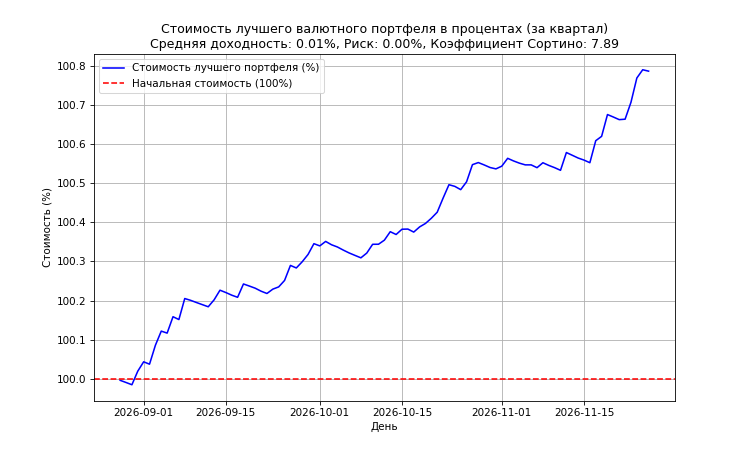 Стоимость лучшего валютного портфеля в процентах (за квартал)
Средняя доходность: 0.01%, Риск: 0.00%, Коэффициент Сортино: 7.89
Стоимость лучшего портфеля (%)
Начальная стоимость (100%)
Стоимость (%)
100.8
100.7
100.6
100.5
100.4
100.3
100.2
100.1
100.0
2026-09-01
2026-09-15
2026-10-01
2026-10-15
2026-11-01
2026-11-15
День